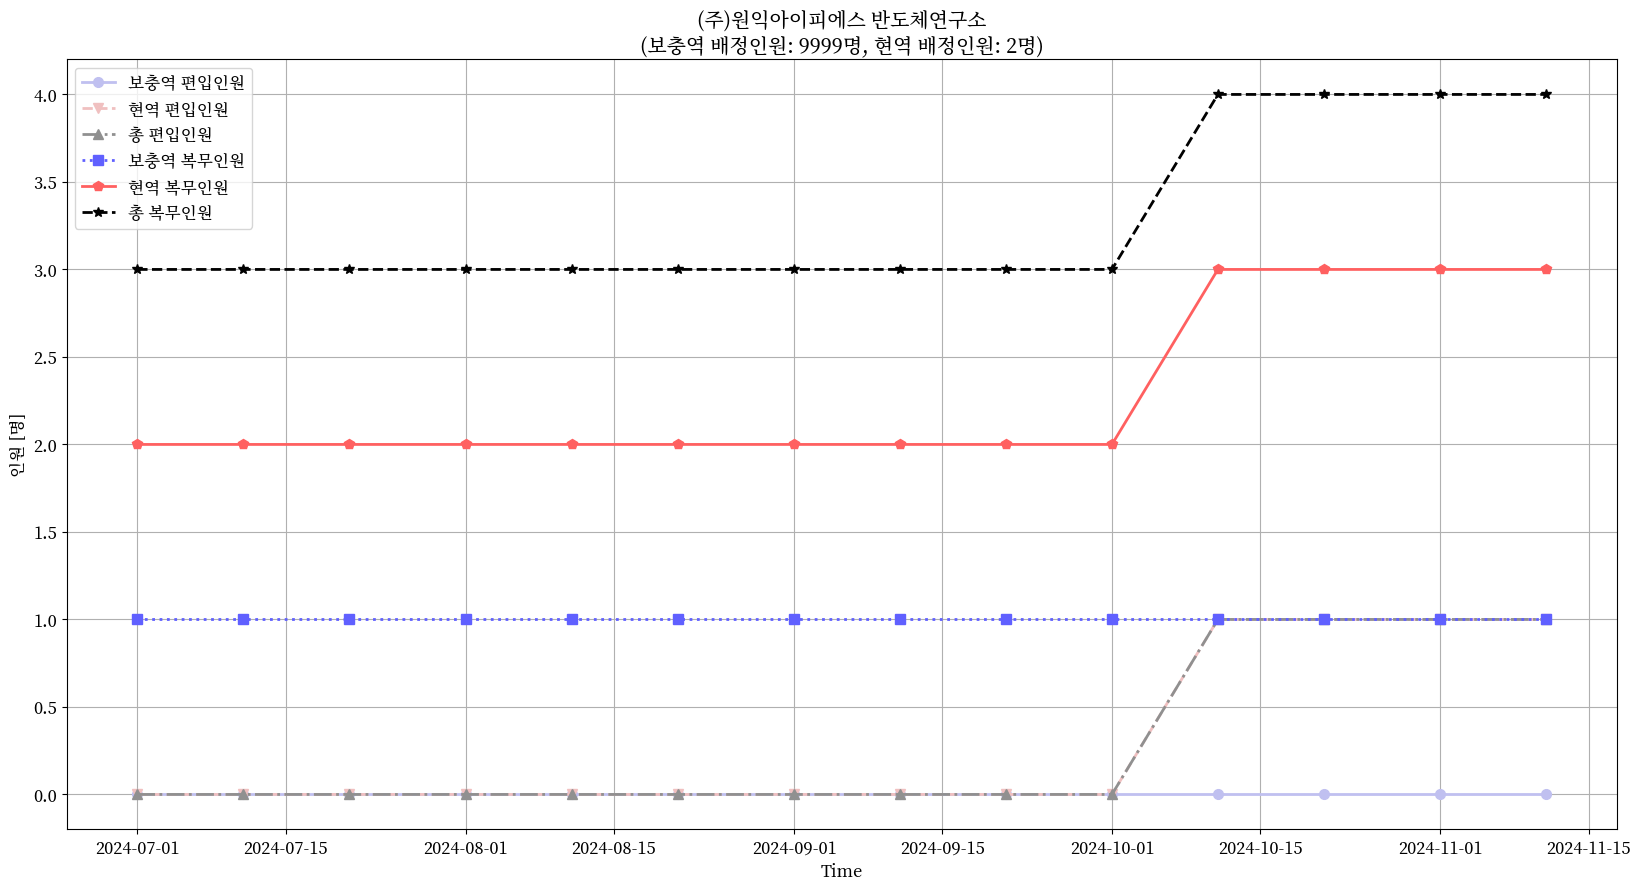 (주)원익아이피에스 반도체연구소
(보충역 배정인원: 9999명, 현역 배정인원: 2명)
보충역 편입인원
현역 편입인원
총 편입인원
보충역 복무인원
현역 복무인원
총 복무인원
4.0
3.5
3.0
2.5
2.0
1.5
1.0
0.5
0.0
인원 [명]
2024-07-01 2024-07-15 2024-08-01 2024-08-15 2024-09-01 2024-09-15 2024-10-01 2024-10-15 2024-11-01 2024-11-15
Time